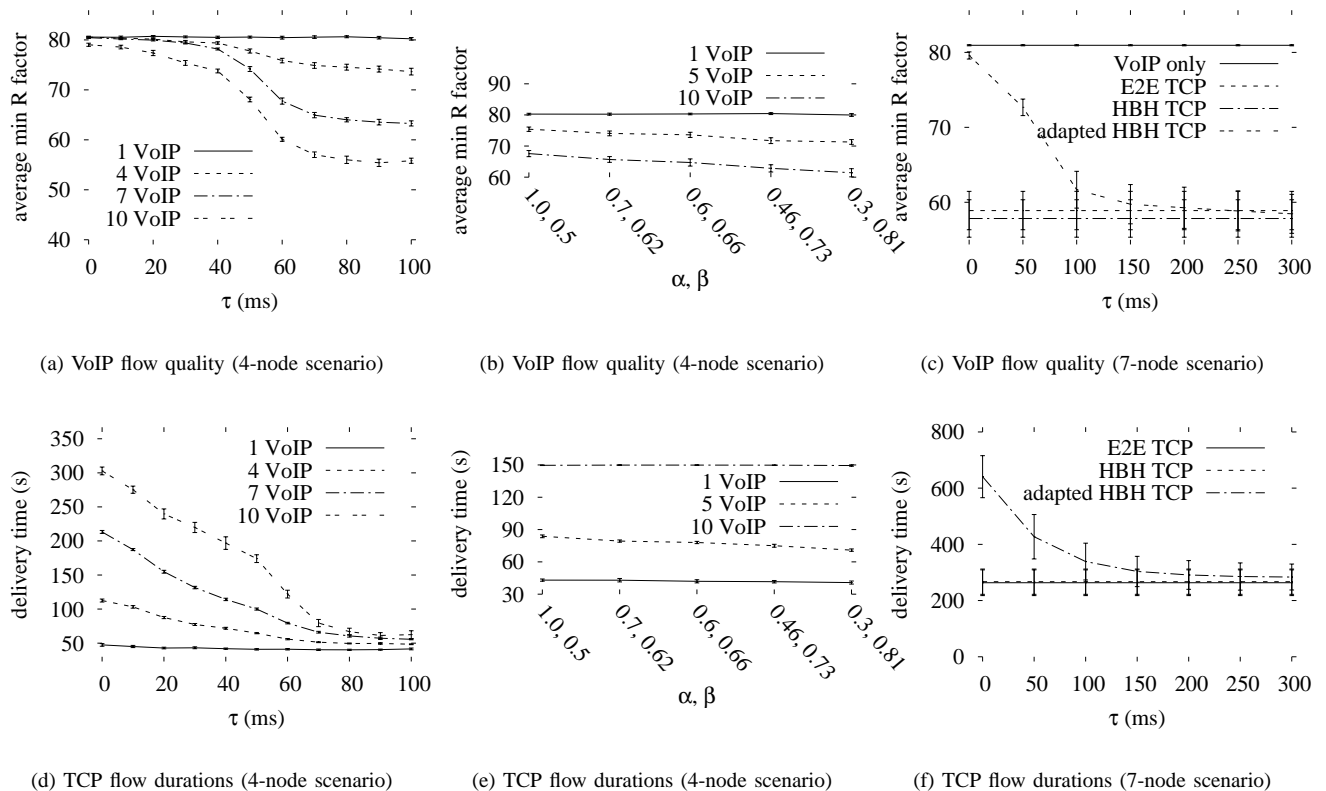 average min R factor
80
70
60
50
40
1 VoIP
4 VoIP
7 VoIP
10 VoIP
0 20 40 60 80 100
τ (ms)
(a) VoIP flow quality (4-node scenario)
average min R factor
90
80
70
60
1 VoIP
5 VoIP
10 VoIP
1.0, 0.5
0.7, 0.62
0.6, 0.66
0.46, 0.73
0.3, 0.81
α, β
(b) VoIP flow quality (4-node scenario)
average min R factor
80
70
60
VoIP only
E2E TCP
HBH TCP
adapted HBH TCP
0 50 100 150 200 250 300
τ (ms)
(c) VoIP flow quality (7-node scenario)
delivery time (s)
350
300
250
200
150
100
50
1 VoIP
4 VoIP
7 VoIP
10 VoIP
0 20 40 60 80 100
τ (ms)
(d) TCP flow durations (4-node scenario)
delivery time (s)
150
120
90
60
30
1 VoIP
5 VoIP
10 VoIP
1.0, 0.5
0.7, 0.62
0.6, 0.66
0.46, 0.73
0.3, 0.81
α, β
(e) TCP flow durations (4-node scenario)
delivery time (s)
800
600
400
200
0
E2E TCP
HBH TCP
adapted HBH TCP
0 50 100 150 200 250 300
τ (ms)
(f) TCP flow durations (7-node scenario)